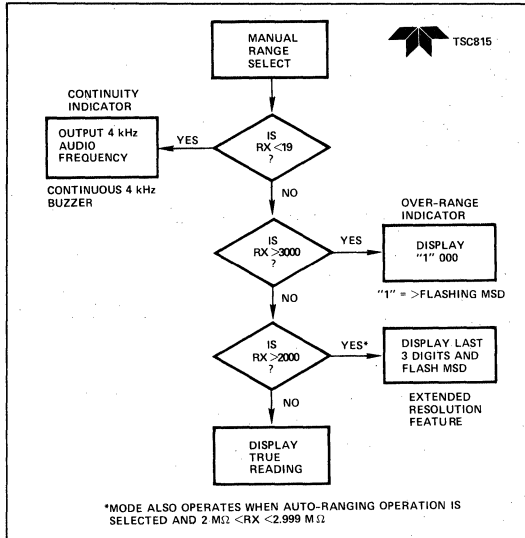 MANUAL
RANGE
SELECT
TSC815
CONTINUITY
INDICATOR
OUTPUT 4 kHz
AUDIO
FREQUENCY
CONTINUOUS 4 kHz
BUZZER
YES
IS
RX <19
?
NO
OVER-RANGE
INDICATOR
IS
RX >3000
?
YES
DISPLAY
"1" 000
"1" = >FLASHING MSD
NO
IS
RX >2000
?
YES*
DISPLAY LAST
3 DIGITS AND
FLASH MSD
EXTENDED
RESOLUTION
FEATURE
NO
DISPLAY
TRUE
READING
*MODE ALSO OPERATES WHEN AUTO-RANGING OPERATION IS
SELECTED AND 2 MΩ <RX <2.999 MΩ